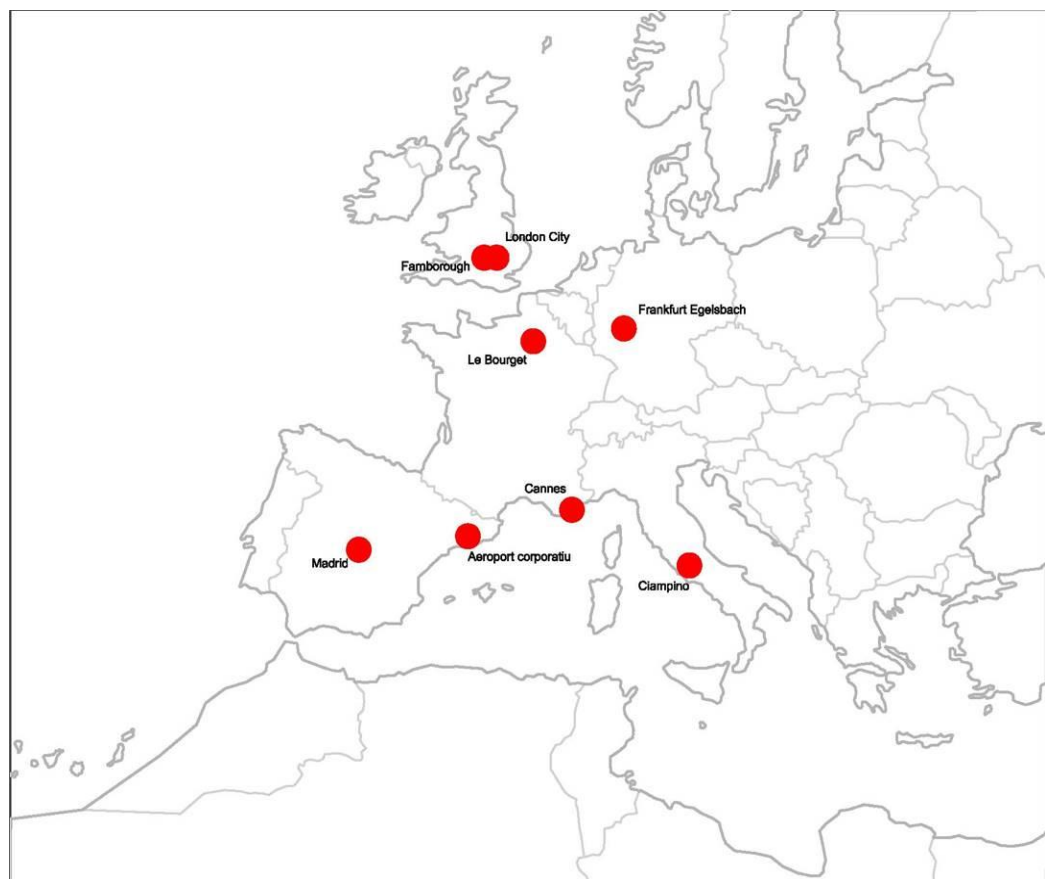 London City
Farnborough
Frankfurt Egelsbach
Le Bourget
Cannes
Madrid
Aeroport corporatiu
Ciampino